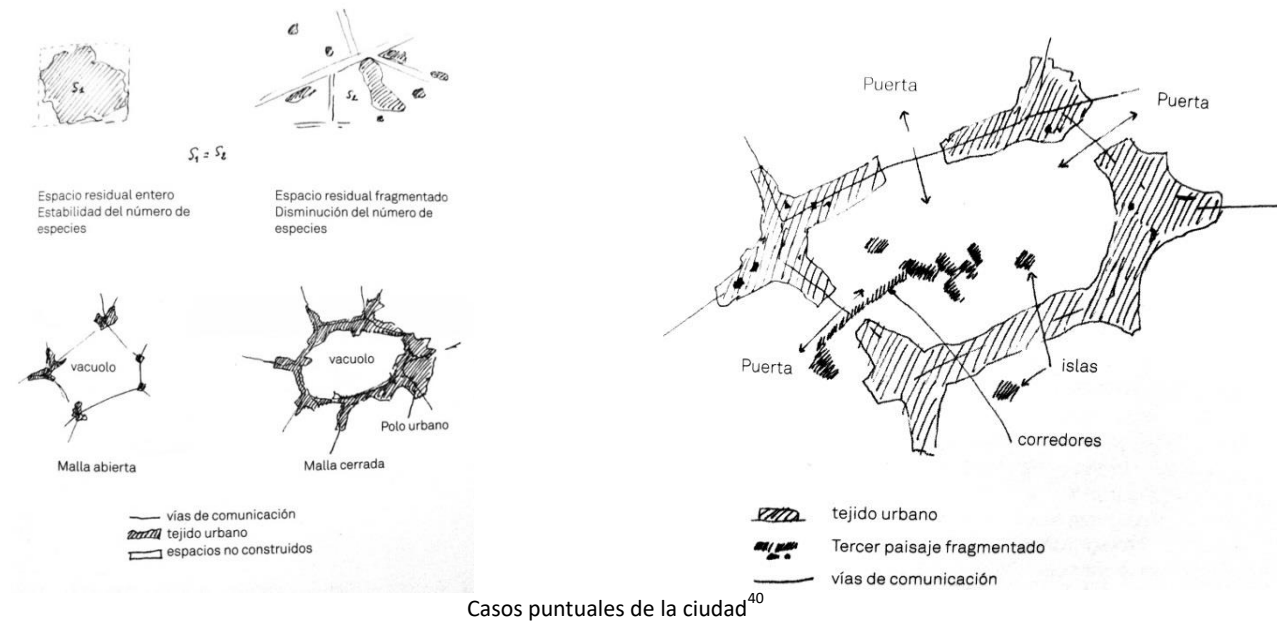 S₁
S₂
S₁ = S₂
Espacio residual entero
Estabilidad del número de
especies
Espacio residual fragmentado
Disminución del número de
especies
vacuolo
Malla abierta
vacuolo
Polo urbano
Malla cerrada
vías de comunicación
tejido urbano
espacios no construidos
Puerta
Puerta
Puerta
islas
corredores
tejido urbano
Tercer paisaje fragmentado
vías de comunicación
Casos puntuales de la ciudad⁴⁰